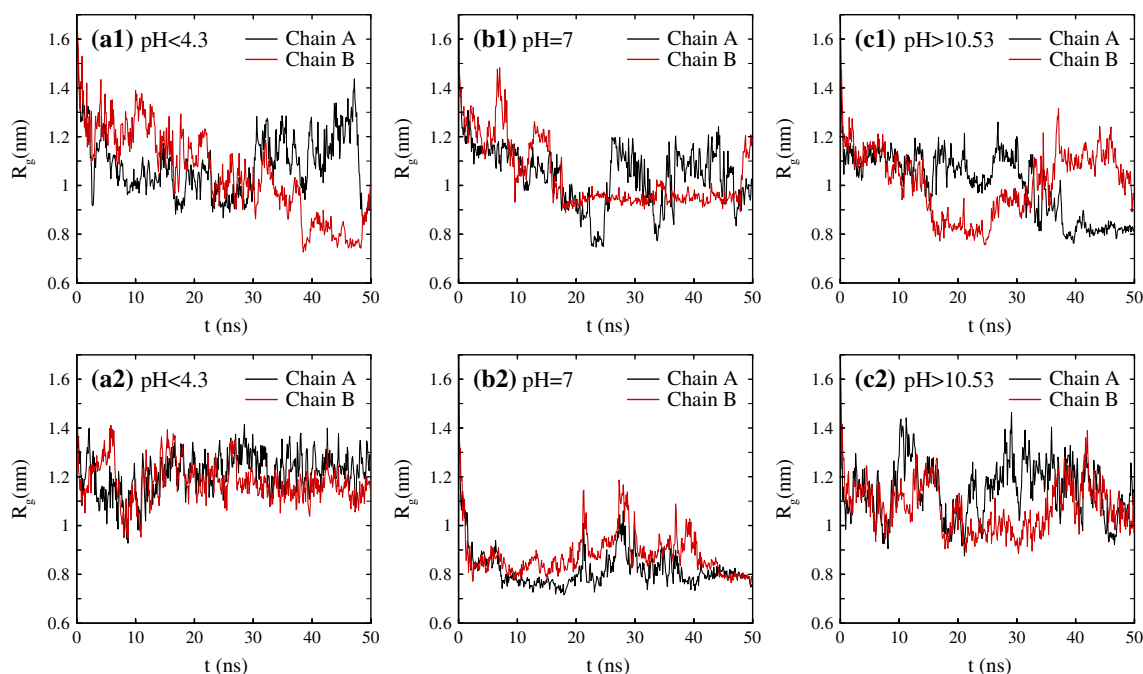 (a1) pH<4.3
Chain A
Chain B
1.6
1.4
1.2
1
0.8
0.6
R_g(nm)
0 10 20 30 40 50
t (ns)
(b1) pH=7
Chain A
Chain B
1.6
1.4
1.2
1
0.8
0.6
R_g(nm)
0 10 20 30 40 50
t (ns)
(c1) pH>10.53
Chain A
Chain B
1.6
1.4
1.2
1
0.8
0.6
R_g(nm)
0 10 20 30 40 50
t (ns)
(a2) pH<4.3
Chain A
Chain B
1.6
1.4
1.2
1
0.8
0.6
R_g(nm)
0 10 20 30 40 50
t (ns)
(b2) pH=7
Chain A
Chain B
1.6
1.4
1.2
1
0.8
0.6
R_g(nm)
0 10 20 30 40 50
t (ns)
(c2) pH>10.53
Chain A
Chain B
1.6
1.4
1.2
1
0.8
0.6
R_g(nm)
0 10 20 30 40 50
t (ns)